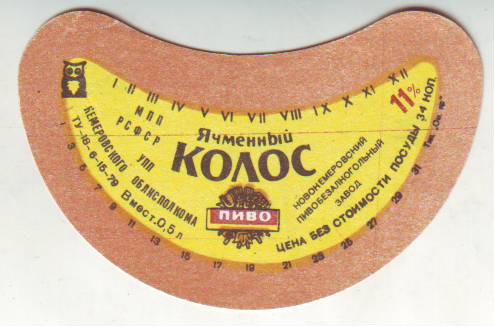 I II III IV V VI VII VIII IX X XI XII
МПП
РСФСР
УПП
КЕМЕРОВСКОГО ОБЛИСПОЛКОМА
ТУ-18-6-15-79
Вмест. 0,5 л
Ячменный
КОЛОС
ПИВО
11%
НОВОКЕМЕРОВСКИЙ
ПИВОБЕЗАЛКОГОЛЬНЫЙ
ЗАВОД
ЦЕНА БЕЗ СТОИМОСТИ ПОСУДЫ 34 КОП.
1 3 5 7 9 11 13 15 17 19 21 23 25 27 29 31